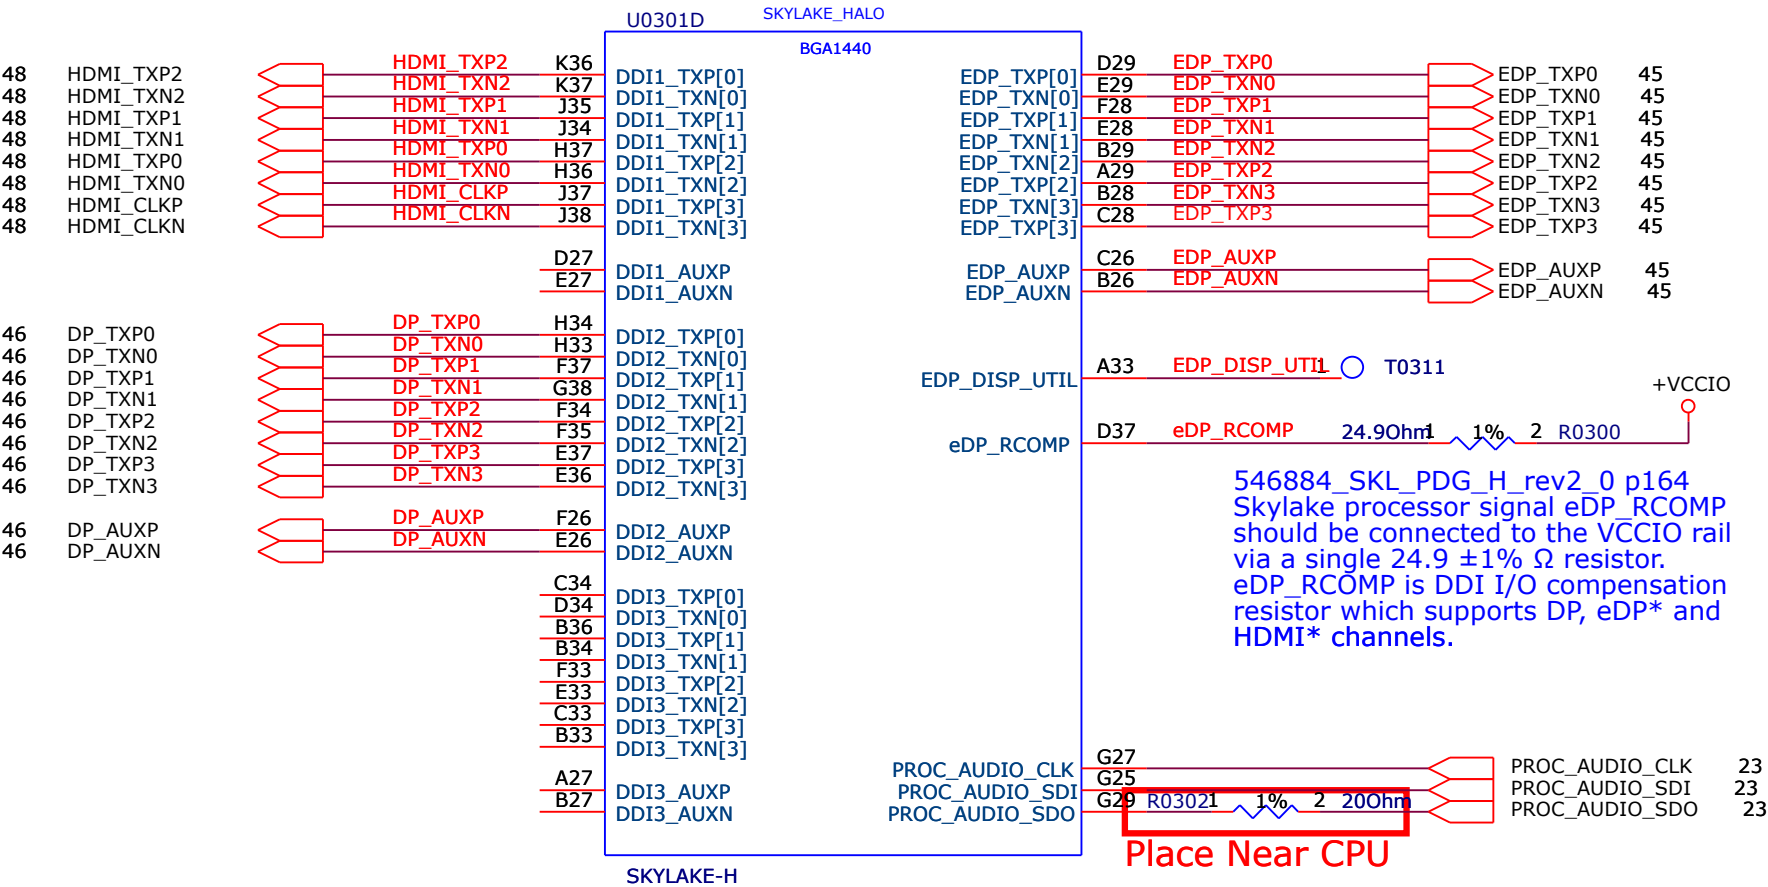 U0301D SKYLAKE_HALO
BGA1440
48 HDMI_TXP2 HDMI_TXP2 K36 DDI1_TXP[0] EDP_TXP[0] D29 EDP_TXP0 EDP_TXP0 45
48 HDMI_TXN2 HDMI_TXN2 K37 DDI1_TXN[0] EDP_TXN[0] E29 EDP_TXN0 EDP_TXN0 45
48 HDMI_TXP1 HDMI_TXP1 J35 DDI1_TXP[1] EDP_TXP[1] F28 EDP_TXP1 EDP_TXP1 45
48 HDMI_TXN1 HDMI_TXN1 J34 DDI1_TXN[1] EDP_TXN[1] E28 EDP_TXN1 EDP_TXN1 45
48 HDMI_TXP0 HDMI_TXP0 H37 DDI1_TXP[2] EDP_TXN[2] B29 EDP_TXN2 EDP_TXN2 45
48 HDMI_TXN0 HDMI_TXN0 H36 DDI1_TXN[2] EDP_TXP[2] A29 EDP_TXP2 EDP_TXP2 45
48 HDMI_CLKP HDMI_CLKP J37 DDI1_TXP[3] EDP_TXN[3] B28 EDP_TXN3 EDP_TXN3 45
48 HDMI_CLKN HDMI_CLKN J38 DDI1_TXN[3] EDP_TXP[3] C28 EDP_TXP3 EDP_TXP3 45
D27 DDI1_AUXP EDP_AUXP C26 EDP_AUXP EDP_AUXP 45
E27 DDI1_AUXN EDP_AUXN B26 EDP_AUXN EDP_AUXN 45
46 DP_TXP0 DP_TXP0 H34 DDI2_TXP[0]
46 DP_TXN0 DP_TXN0 H33 DDI2_TXN[0]
46 DP_TXP1 DP_TXP1 F37 DDI2_TXP[1] EDP_DISP_UTIL A33 EDP_DISP_UTIL 1 T0311
46 DP_TXN1 DP_TXN1 G38 DDI2_TXN[1] +VCCIO
46 DP_TXP2 DP_TXP2 F34 DDI2_TXP[2]
46 DP_TXN2 DP_TXN2 F35 DDI2_TXN[2] eDP_RCOMP D37 eDP_RCOMP 24.9Ohm 1 1% 2 R0300
46 DP_TXP3 DP_TXP3 E37 DDI2_TXP[3]
46 DP_TXN3 DP_TXN3 E36 DDI2_TXN[3]
46 DP_AUXP DP_AUXP F26 DDI2_AUXP
46 DP_AUXN DP_AUXN E26 DDI2_AUXN
546884_SKL_PDG_H_rev2_0 p164
Skylake processor signal eDP_RCOMP
should be connected to the VCCIO rail
via a single 24.9 ±1% Ω resistor.
eDP_RCOMP is DDI I/O compensation
resistor which supports DP, eDP* and
HDMI* channels.
C34 DDI3_TXP[0]
D34 DDI3_TXN[0]
B36 DDI3_TXP[1]
B34 DDI3_TXN[1]
F33 DDI3_TXP[2]
E33 DDI3_TXN[2]
C33 DDI3_TXP[3]
B33 DDI3_TXN[3]
PROC_AUDIO_CLK G27 PROC_AUDIO_CLK 23
A27 DDI3_AUXP PROC_AUDIO_SDI G25 PROC_AUDIO_SDI 23
B27 DDI3_AUXN PROC_AUDIO_SDO G29 R0302 1 1% 2 20Ohm PROC_AUDIO_SDO 23
Place Near CPU
SKYLAKE-H